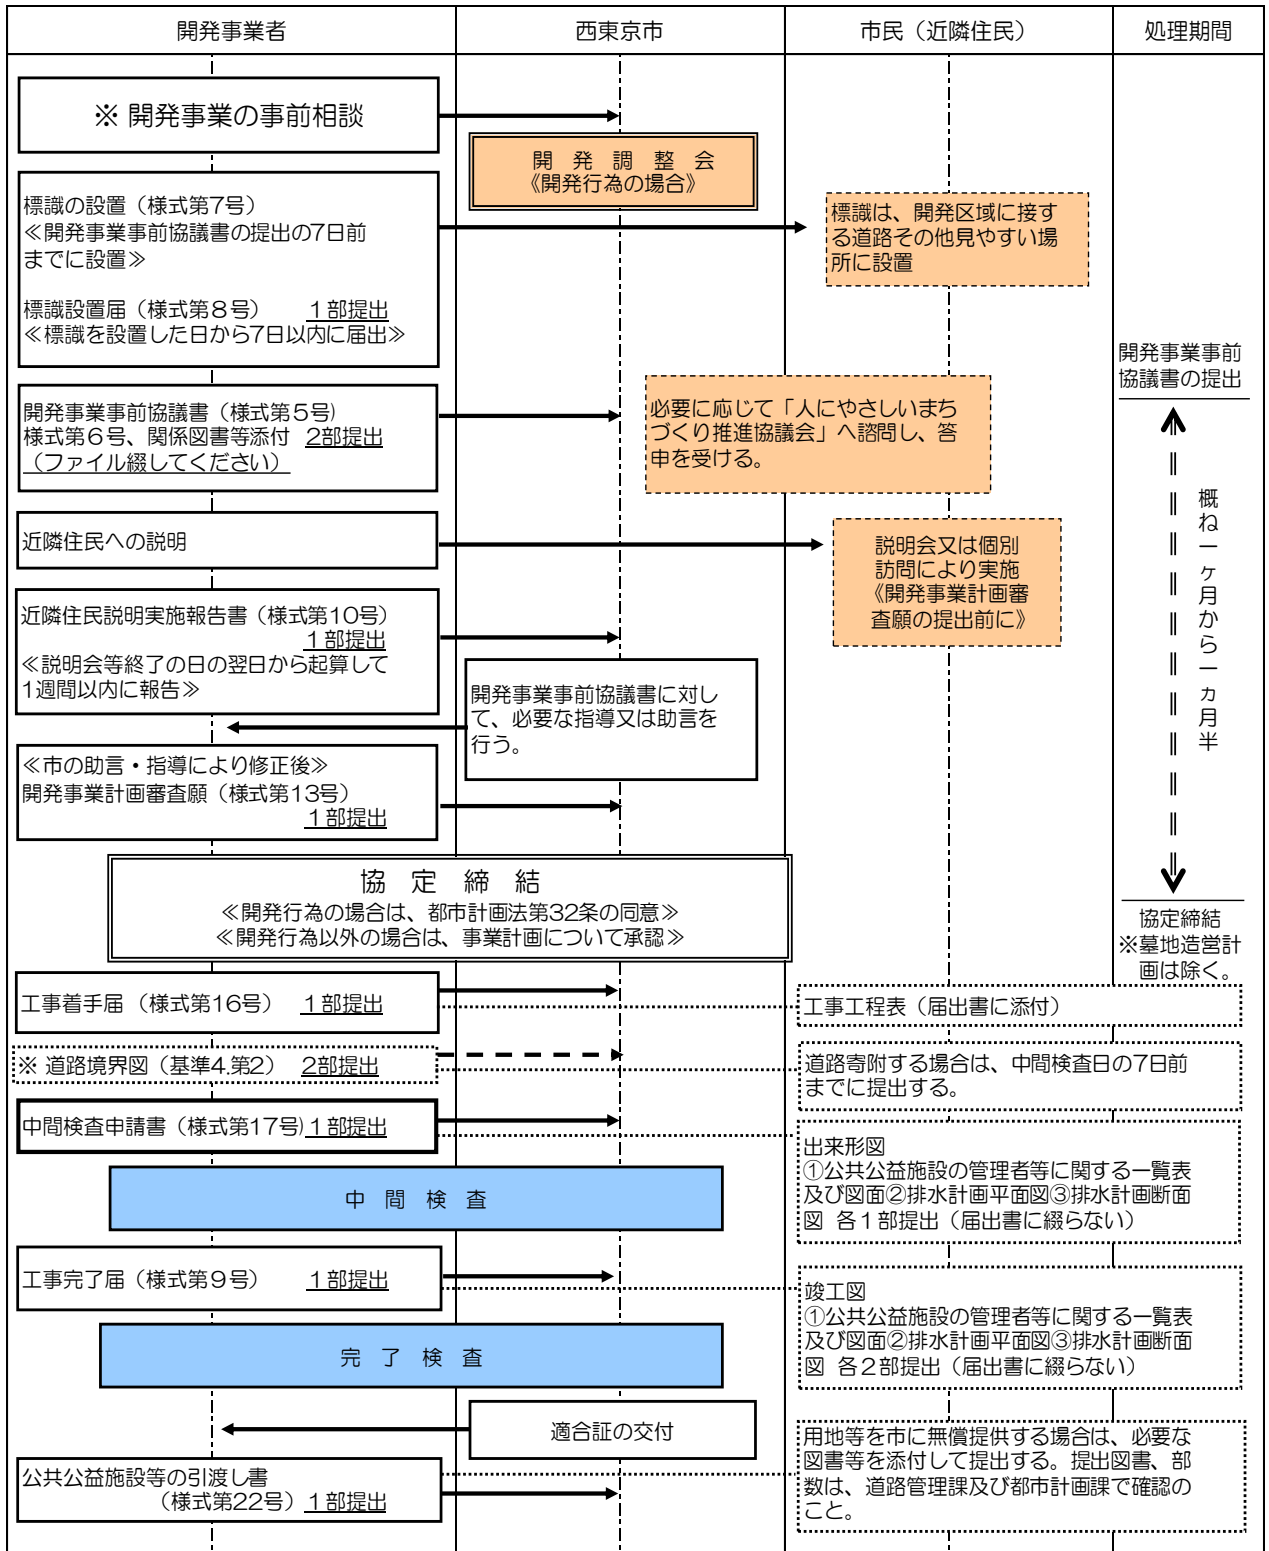 開発事業者
西東京市
市民（近隣住民）
処理期間
※ 開発事業の事前相談
開 発 調 整 会
《開発行為の場合》
標識の設置（様式第7号）
≪開発事業事前協議書の提出の7日前
までに設置≫
標識設置届（様式第８号） １部提出
≪標識を設置した日から7日以内に届出≫
標識は、開発区域に接す
る道路その他見やすい場
所に設置
開発事業事前
協議書の提出
開発事業事前協議書（様式第５号)
様式第６号、関係図書等添付 2部提出
（ファイル綴してください）
必要に応じて「人にやさしいまち
づくり推進協議会」へ諮問し、答
申を受ける。
概ね一ヶ月から一ヵ月半
近隣住民への説明
説明会又は個別
訪問により実施
《開発事業計画審
査願の提出前に》
近隣住民説明実施報告書（様式第10号）
１部提出
≪説明会等終了の日の翌日から起算して
1週間以内に報告≫
開発事業事前協議書に対し
て、必要な指導又は助言を
行う。
≪市の助言・指導により修正後≫
開発事業計画審査願（様式第13号）
１部提出
協 定 締 結
≪開発行為の場合は、都市計画法第32条の同意≫
≪開発行為以外の場合は、事業計画について承認≫
協定締結
※墓地造営計
画は除く。
工事着手届（様式第16号） １部提出
工事工程表（届出書に添付）
※ 道路境界図（基準4.第2） 2部提出
道路寄附する場合は、中間検査日の7日前
までに提出する。
中間検査申請書（様式第17号)１部提出
出来形図
①公共公益施設の管理者等に関する一覧表
及び図面②排水計画平面図③排水計画断面
図 各１部提出（届出書に綴らない）
中 間 検 査
工事完了届（様式第９号） １部提出
竣工図
①公共公益施設の管理者等に関する一覧表
及び図面②排水計画平面図③排水計画断面
図 各２部提出（届出書に綴らない）
完 了 検 査
適合証の交付
用地等を市に無償提供する場合は、必要な
図書等を添付して提出する。提出図書、部
数は、道路管理課及び都市計画課で確認の
こと。
公共公益施設等の引渡し書
（様式第22号）１部提出